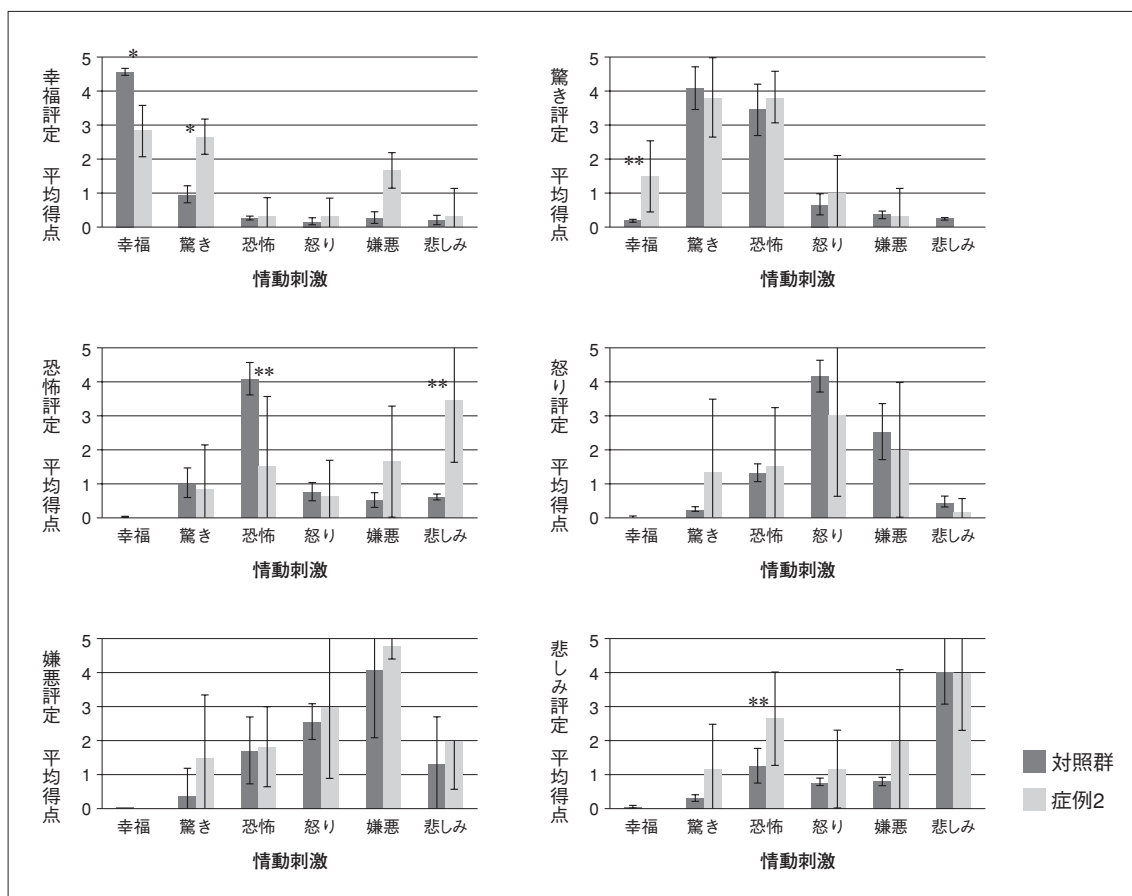 幸福評定 平均得点
5
4
3
2
1
0
*
*
幸福 驚き 恐怖 怒り 嫌悪 悲しみ
情動刺激
驚き評定 平均得点
5
4
3
2
1
0
**
幸福 驚き 恐怖 怒り 嫌悪 悲しみ
情動刺激
恐怖評定 平均得点
5
4
3
2
1
0
**
**
幸福 驚き 恐怖 怒り 嫌悪 悲しみ
情動刺激
怒り評定 平均得点
5
4
3
2
1
0
幸福 驚き 恐怖 怒り 嫌悪 悲しみ
情動刺激
嫌悪評定 平均得点
5
4
3
2
1
0
幸福 驚き 恐怖 怒り 嫌悪 悲しみ
情動刺激
悲しみ評定 平均得点
5
4
3
2
1
0
**
幸福 驚き 恐怖 怒り 嫌悪 悲しみ
情動刺激
対照群
症例2